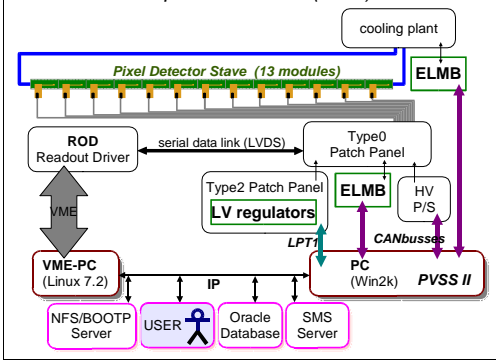 cooling plant
Pixel Detector Stave (13 modules)
ELMB
ROD
Readout Driver
serial data link (LVDS)
Type0
Patch Panel
Type2 Patch Panel
LV regulators
ELMB
HV
P/S
VME
LPT1
CANbusses
VME-PC
(Linux 7.2)
IP
PC
(Win2k)
PVSS II
NFS/BOOTP
Server
USER
Oracle
Database
SMS
Server